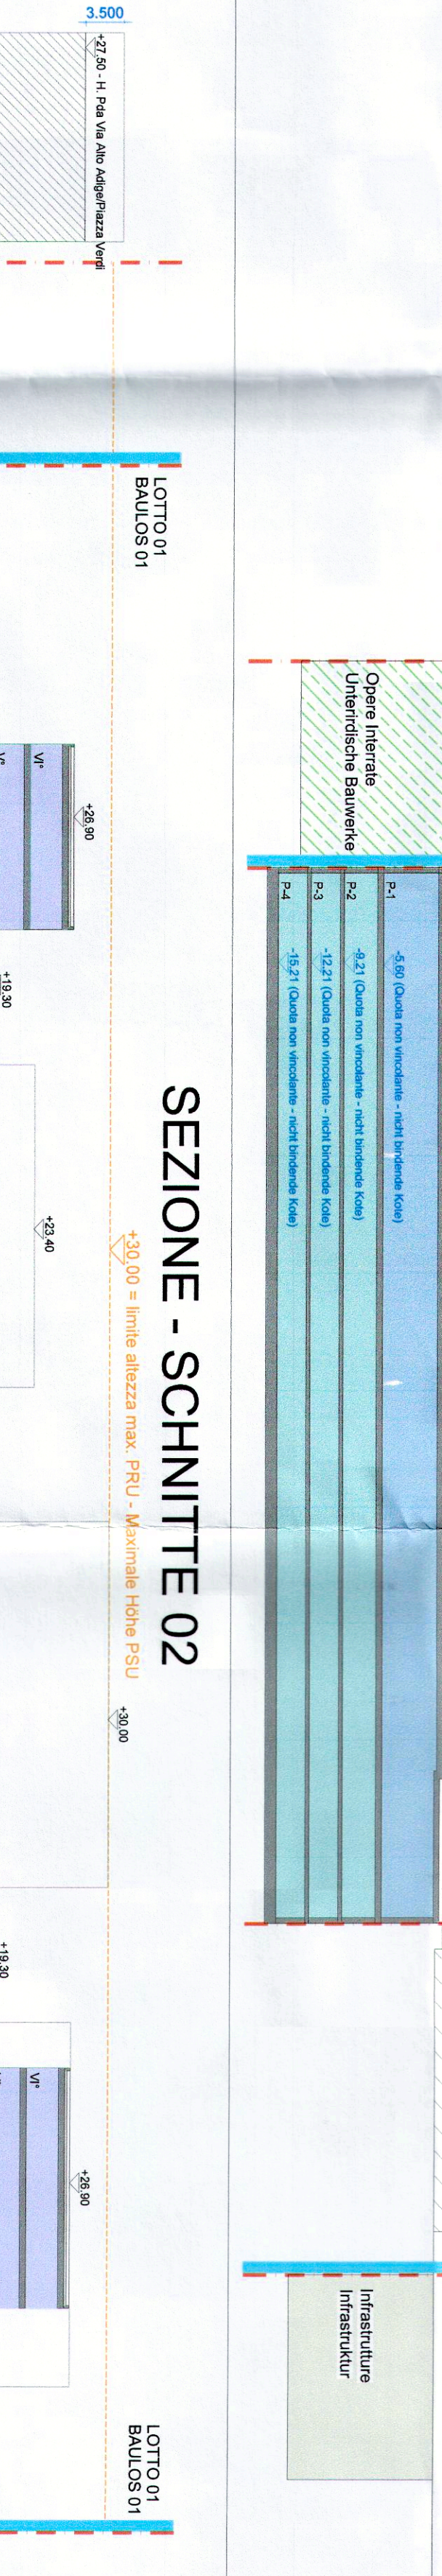 Opere Interrate
Unterirdische Bauwerke
P-1
-5.60 (Quota non vincolante - nicht bindende Kote)
P-2
-9.21 (Quota non vincolante - nicht bindende Kote)
P-3
-12.21 (Quota non vincolante - nicht bindende Kote)
P-4
-15.21 (Quota non vincolante - nicht bindende Kote)
Infrastrutture
Infrastruktur
SEZIONE - SCHNITTE 02
LOTTO 01
BAULOS 01
LOTTO 01
BAULOS 01
+30.00 = limite altezza max. PRU - Maximale Höhe PSU
+30.00
3.500
+27,50 - H. Pda Via Alto Adige/Piazza Verdi
+26.90
+26.90
+23.40
VI°
VI°
+19.30
+19.30
V°